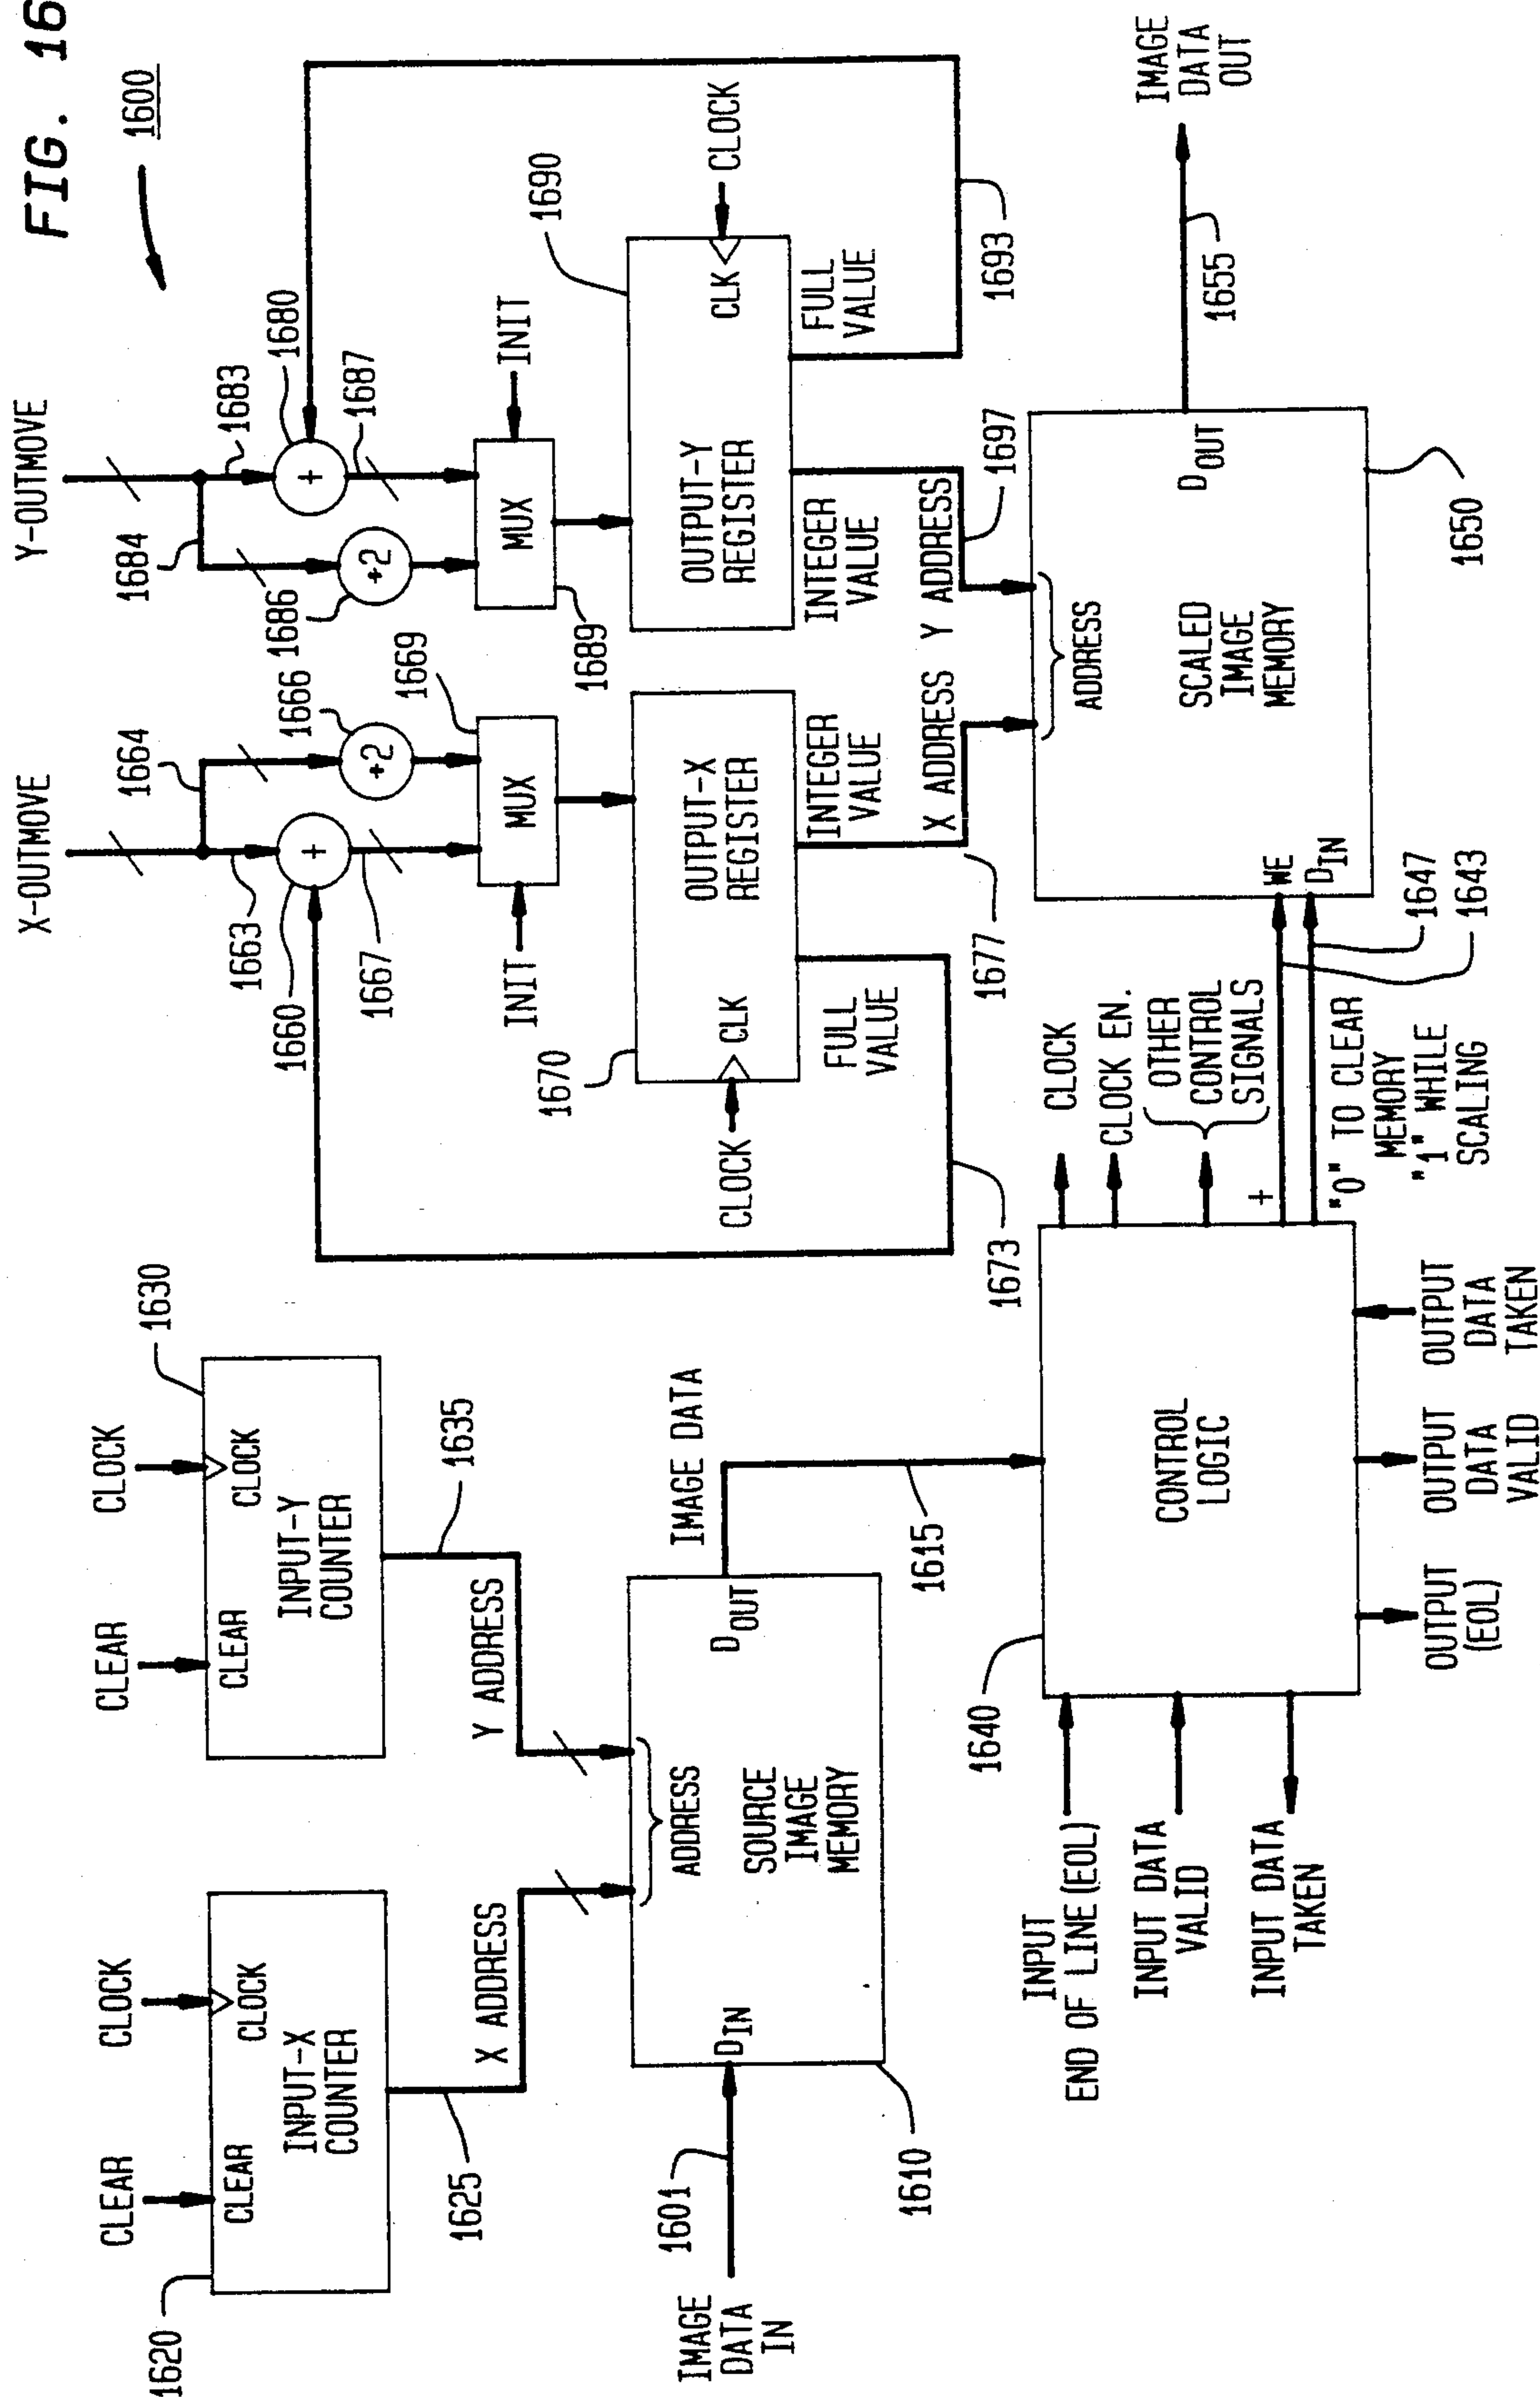 FIG. 16
1600
CLEAR
CLOCK
CLEAR
CLOCK
1620
CLEAR
CLOCK
INPUT-X
COUNTER
1625
X ADDRESS
1630
CLEAR
CLOCK
INPUT-Y
COUNTER
1635
Y ADDRESS
IMAGE
DATA
IN
1601
DIN
ADDRESS
SOURCE
IMAGE
MEMORY
DOUT
1610
IMAGE DATA
1615
INPUT
END OF LINE (EOL)
INPUT DATA
VALID
INPUT DATA
TAKEN
1640
CONTROL
LOGIC
OUTPUT
(EOL)
OUTPUT
DATA
VALID
OUTPUT
DATA
TAKEN
CLOCK
CLOCK EN.
OTHER
CONTROL
SIGNALS
+
"0" TO CLEAR
MEMORY
"1" WHILE
SCALING
1643
1647
X-OUTMOVE
1663
1664
1660
+
1666
÷2
1667
1669
INIT
MUX
1670
CLOCK
CLK
OUTPUT-X
REGISTER
FULL
VALUE
INTEGER
VALUE
1673
1677
X ADDRESS
Y-OUTMOVE
1684
1683
1680
+
1686
÷2
1687
1689
MUX
INIT
1690
OUTPUT-Y
REGISTER
CLK
CLOCK
INTEGER
VALUE
FULL
VALUE
1693
1697
Y ADDRESS
WE
DIN
ADDRESS
SCALED
IMAGE
MEMORY
DOUT
1650
1655
IMAGE
DATA
OUT